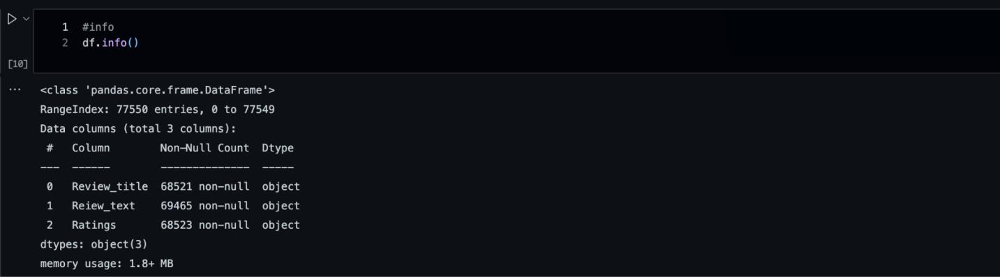 1 #info
2 df.info()
[10]
... <class 'pandas.core.frame.DataFrame'>
RangeIndex: 77550 entries, 0 to 77549
Data columns (total 3 columns):
 #   Column        Non-Null Count  Dtype
---  ------        --------------  -----
 0   Review_title  68521 non-null  object
 1   Reiew_text    69465 non-null  object
 2   Ratings       68523 non-null  object
dtypes: object(3)
memory usage: 1.8+ MB